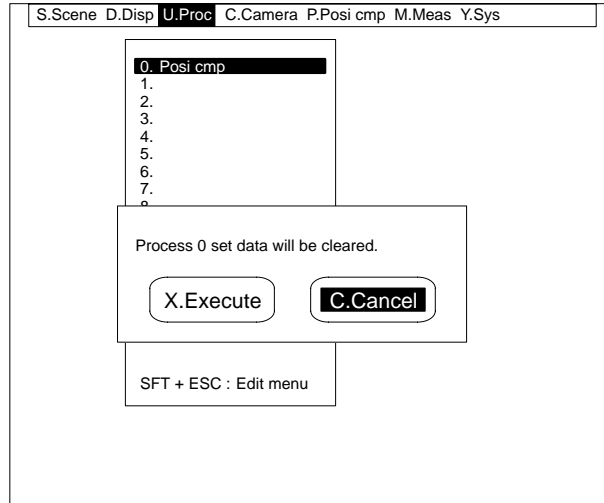 S.Scene D.Disp U.Proc C.Camera P.Posi cmp M.Meas Y.Sys
0. Posi cmp
1.
2.
3.
4.
5.
6.
7.
8
Process 0 set data will be cleared.
X.Execute C.Cancel
SFT + ESC : Edit menu